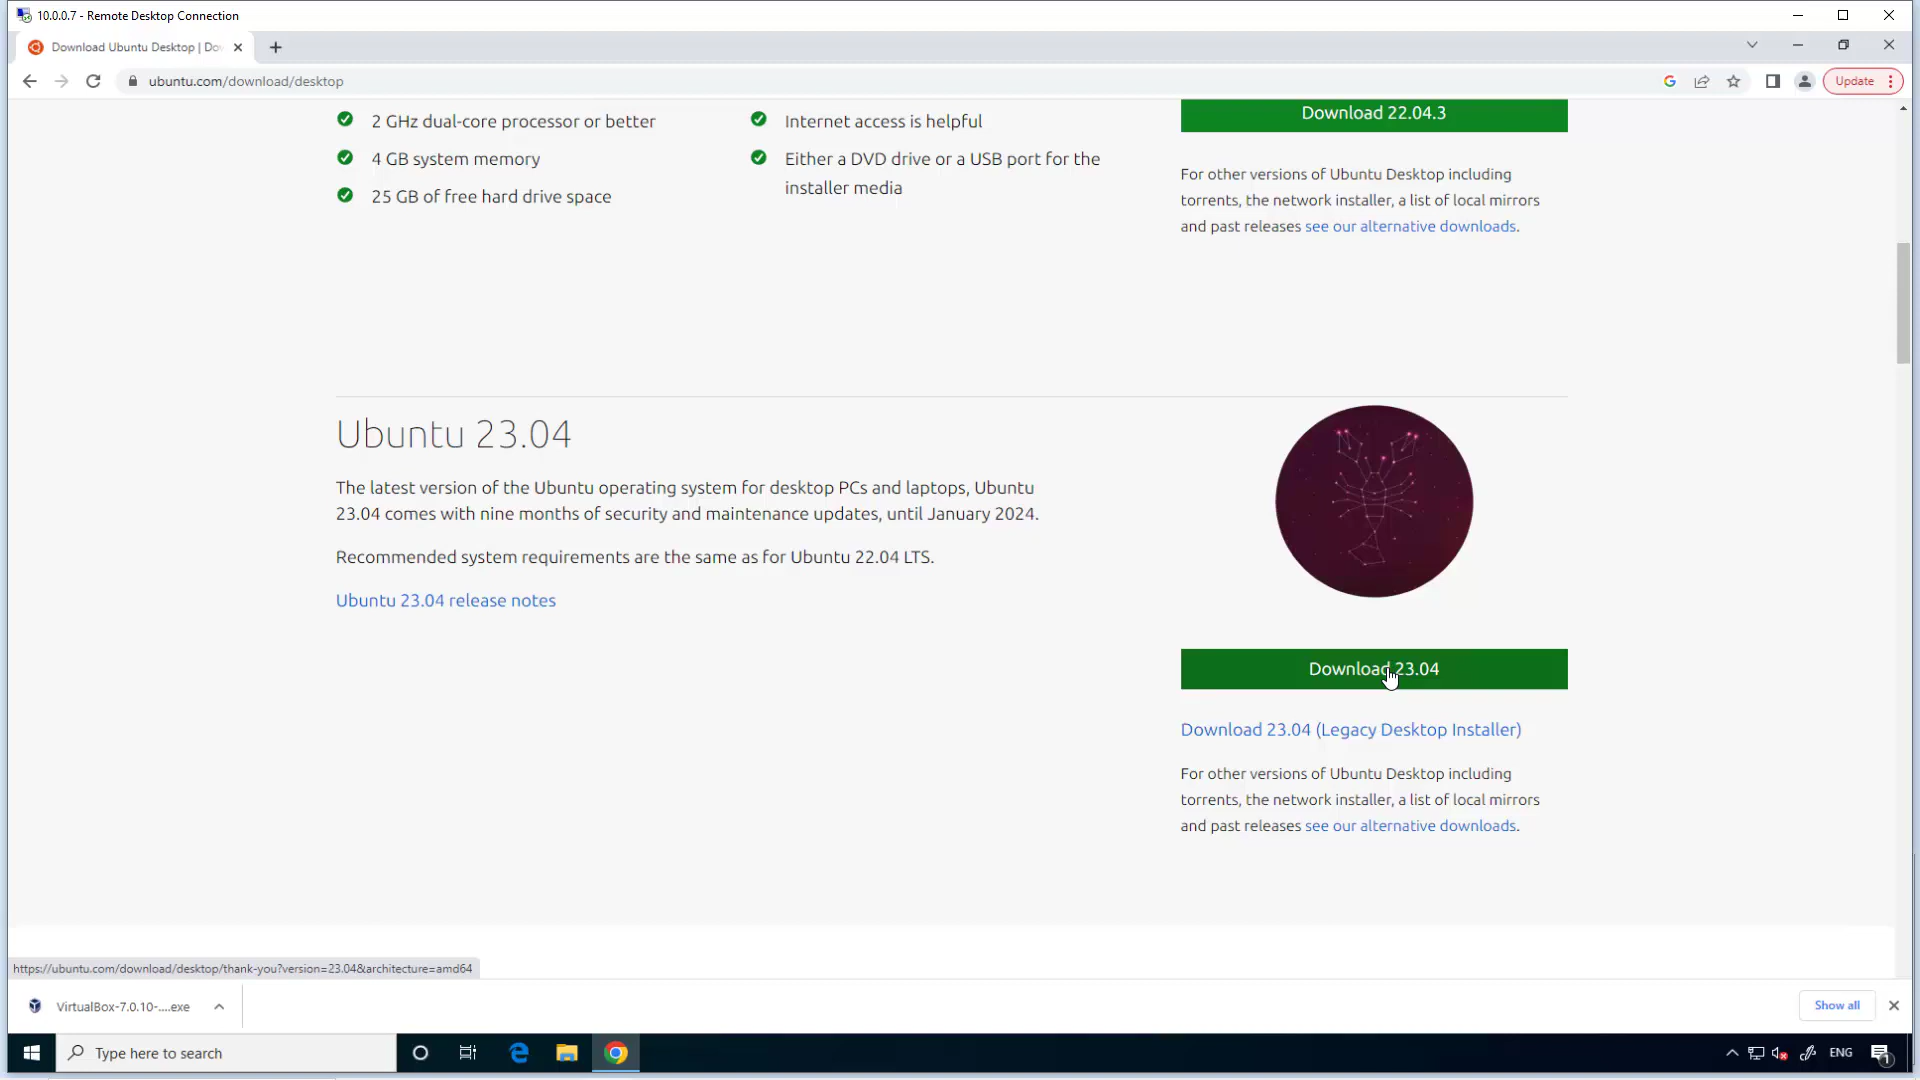 10.0.0.7 - Remote Desktop Connection
Download Ubuntu Desktop | Do
ubuntu.com/download/desktop
Update
2 GHz dual-core processor or better
4 GB system memory
25 GB of free hard drive space
Internet access is helpful
Either a DVD drive or a USB port for the
installer media
Download 22.04.3
For other versions of Ubuntu Desktop including
torrents, the network installer, a list of local mirrors
and past releases see our alternative downloads.
Ubuntu 23.04
The latest version of the Ubuntu operating system for desktop PCs and laptops, Ubuntu
23.04 comes with nine months of security and maintenance updates, until January 2024.
Recommended system requirements are the same as for Ubuntu 22.04 LTS.
Ubuntu 23.04 release notes
Download 23.04
Download 23.04 (Legacy Desktop Installer)
For other versions of Ubuntu Desktop including
torrents, the network installer, a list of local mirrors
and past releases see our alternative downloads.
https://ubuntu.com/download/desktop/thank-you?version=23.04&architecture=amd64
VirtualBox-7.0.10-....exe
Show all
Type here to search
ENG
1